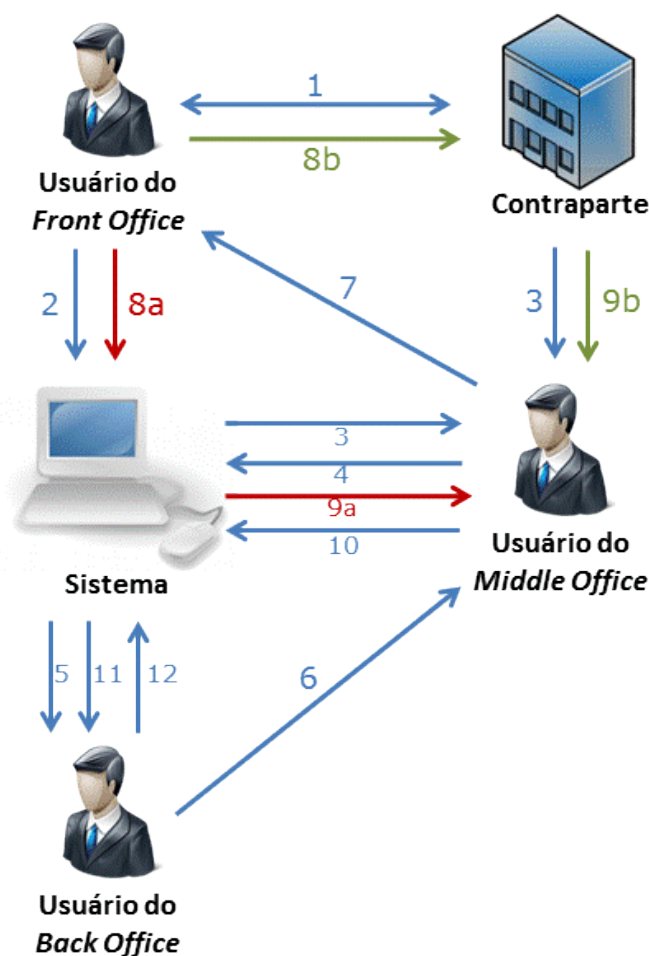 1
8b
Usuário do
Front Office
Contraparte
2
8a
7
3
9b
3
4
9a
10
Sistema
Usuário do
Middle Office
5
11
12
6
Usuário do
Back Office